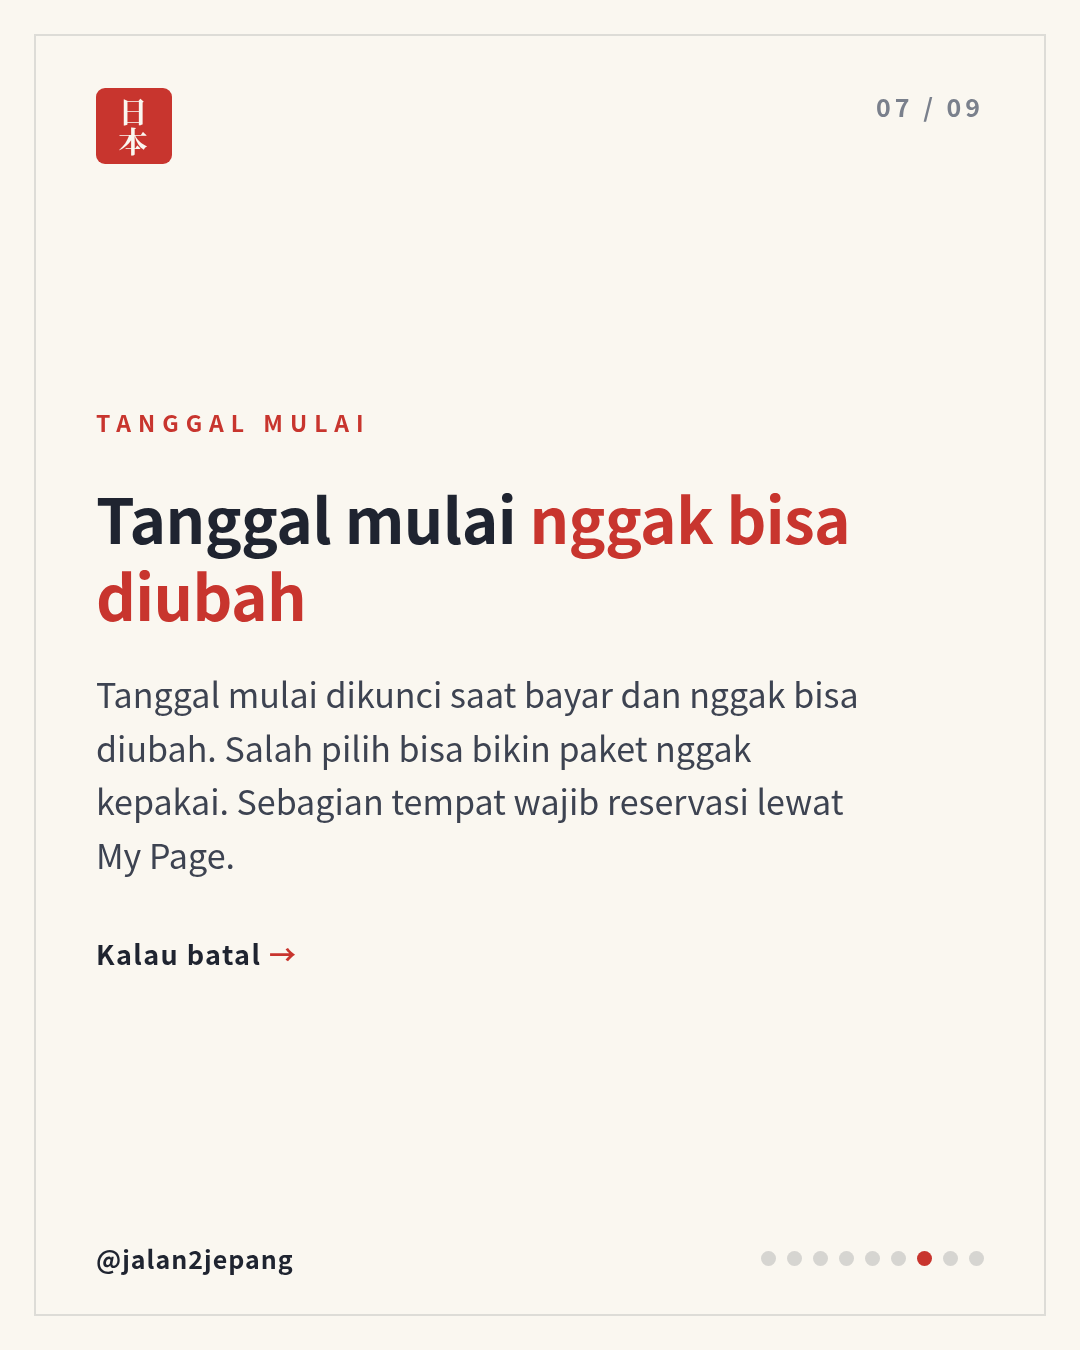 日
本
07 / 09
TANGGAL MULAI
Tanggal mulai nggak bisa
diubah
Tanggal mulai dikunci saat bayar dan nggak bisa
diubah. Salah pilih bisa bikin paket nggak
kepakai. Sebagian tempat wajib reservasi lewat
My Page.
Kalau batal →
@jalan2jepang